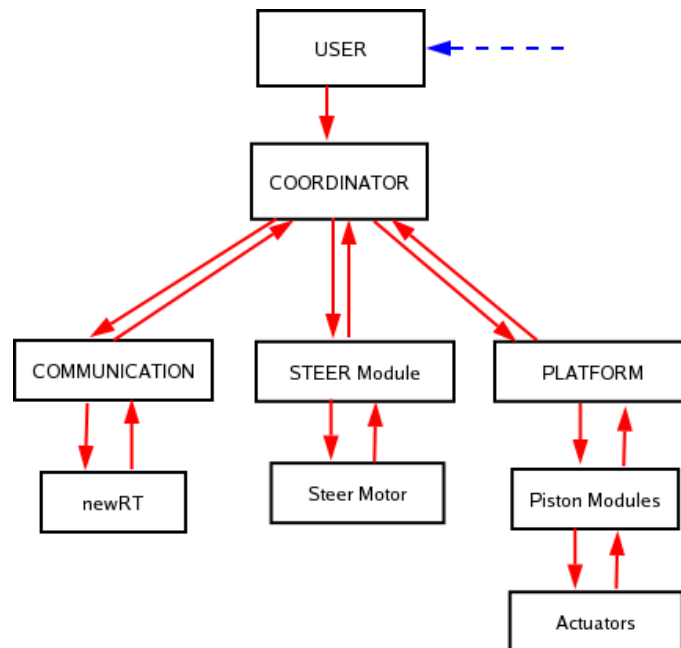 USER
COORDINATOR
COMMUNICATION
STEER Module
PLATFORM
newRT
Steer Motor
Piston Modules
Actuators